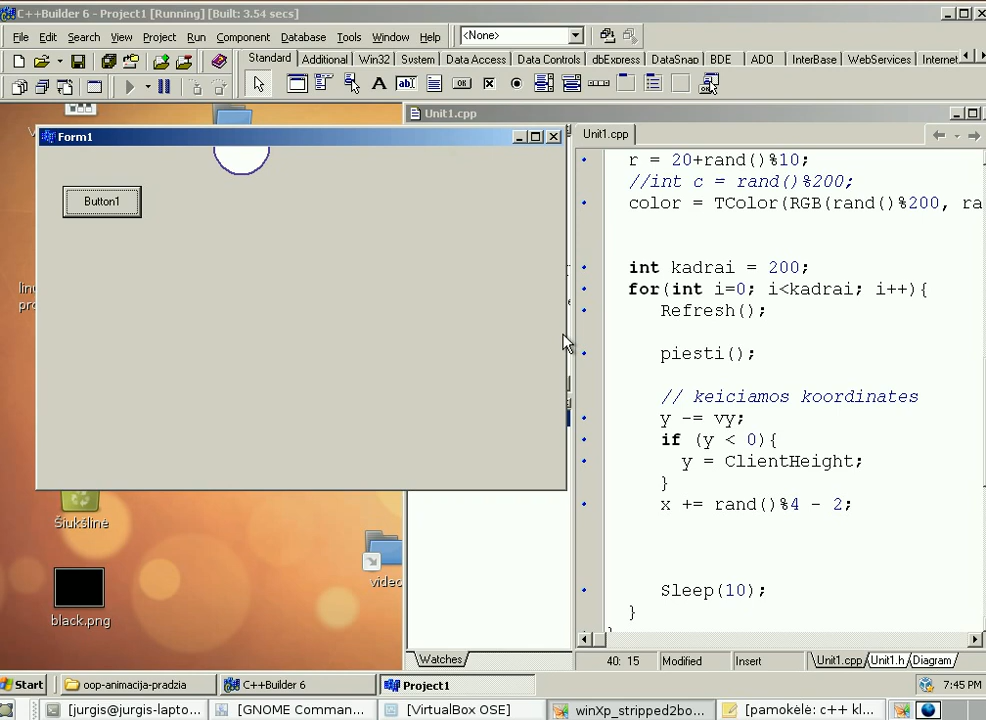 C++Builder 6 - Project1 [Running] [Built: 3.54 secs]
File Edit Search View Project Run Component Database Tools Window Help <None>
Standard Additional Win32 System Data Access Data Controls dbExpress DataSnap BDE ADO InterBase WebServices Internet
Unit1.cpp
Form1
Unit1.cpp
Button1
r = 20+rand()%10;
//int c = rand()%200;
color = TColor(RGB(rand()%200, ra
int kadrai = 200;
for(int i=0; i<kadrai; i++){
Refresh();
piesti();
// keiciamos koordinates
y -= vy;
if (y < 0){
y = ClientHeight;
}
x += rand()%4 - 2;
Sleep(10);
}
Šiukšlinė
video
black.png
Watches
40: 15 Modified Insert Unit1.cpp Unit1.h Diagram
Start oop-animacija-pradzia C++Builder 6 Project1 7:45 PM
[jurgis@jurgis-lapto... [GNOME Comman... [VirtualBox OSE] winXp_stripped2bo... [pamokėlė: c++ kl...